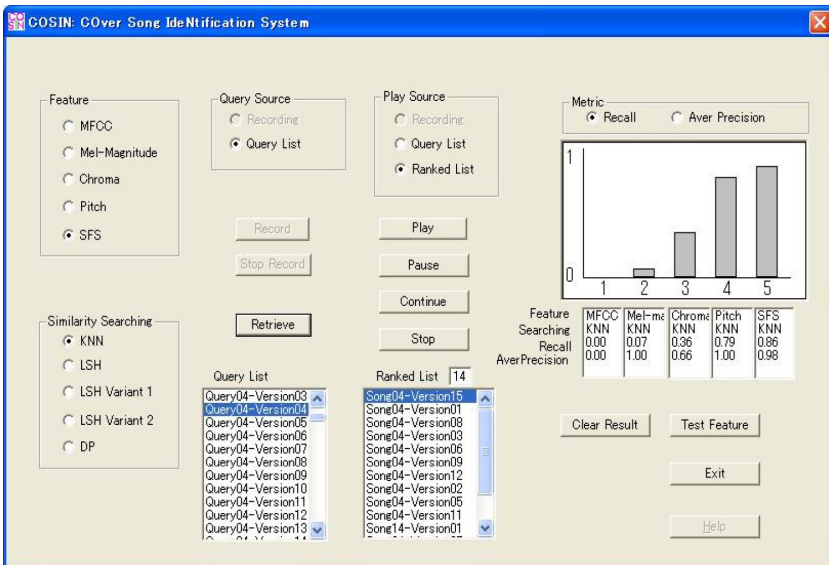 COSIN: COver Song IdeNtification System
Feature
MFCC
Mel-Magnitude
Chroma
Pitch
SFS
Query Source
Recording
Query List
Play Source
Recording
Query List
Ranked List
Metric
Recall
Aver Precision
1
0
1 2 3 4 5
Record
Stop Record
Retrieve
Play
Pause
Continue
Stop
Similarity Searching
KNN
LSH
LSH Variant 1
LSH Variant 2
DP
Feature MFCC Mel-ma Chroma Pitch SFS
Searching KNN KNN KNN KNN KNN
Recall 0.00 0.07 0.36 0.79 0.86
AverPrecision 0.00 1.00 0.66 1.00 0.98
Query List
Query04-Version03
Query04-Version04
Query04-Version05
Query04-Version06
Query04-Version07
Query04-Version08
Query04-Version09
Query04-Version10
Query04-Version11
Query04-Version12
Query04-Version13
Ranked List 14
Song04-Version15
Song04-Version01
Song04-Version08
Song04-Version03
Song04-Version06
Song04-Version09
Song04-Version12
Song04-Version02
Song04-Version05
Song04-Version11
Song14-Version01
Clear Result
Test Feature
Exit
Help